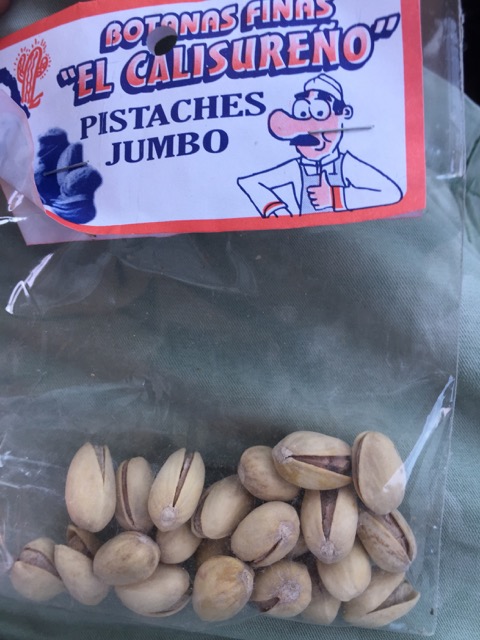 BOTANAS FINAS
"EL CALISUREÑO"
PISTACHES
JUMBO